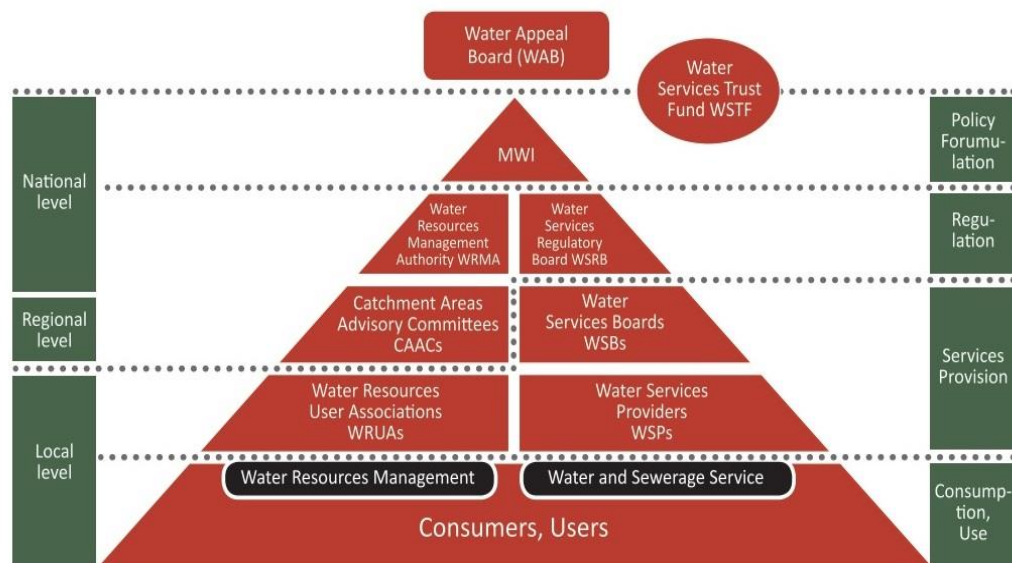 Water Appeal
Board (WAB)
Water
Services Trust
Fund WSTF
National
level
MWI
Policy
Forumu-
lation
Water
Resources
Management
Authority WRMA
Water
Services
Regulatory
Board WSRB
Regu-
lation
Regional
level
Catchment Areas
Advisory Committees
CAACs
Water
Services Boards
WSBs
Services
Provision
Local
level
Water Resources
User Associations
WRUAs
Water Services
Providers
WSPs
Water Resources Management
Water and Sewerage Service
Consumers, Users
Consump-
tion,
Use